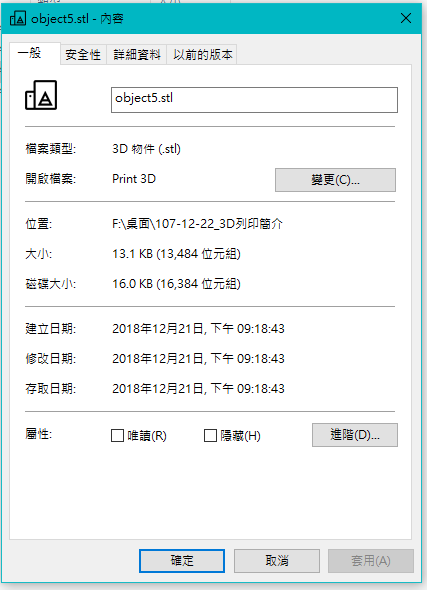 object5.stl - 內容
一般 安全性 詳細資料 以前的版本
object5.stl
檔案類型: 3D 物件 (.stl)
開啟檔案: Print 3D 變更(C)...
位置: F:\桌面\107-12-22_3D列印簡介
大小: 13.1 KB (13,484 位元組)
磁碟大小: 16.0 KB (16,384 位元組)
建立日期: 2018年12月21日, 下午 09:18:43
修改日期: 2018年12月21日, 下午 09:18:43
存取日期: 2018年12月21日, 下午 09:18:43
屬性: 唯讀(R) 隱藏(H) 進階(D)...
確定 取消 套用(A)